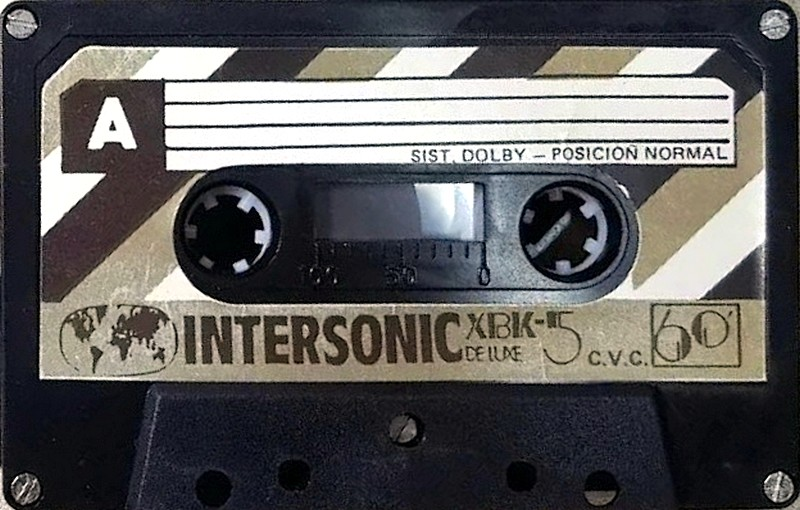 A
SIST. DOLBY – POSICIÓN NORMAL
100 50 0
INTERSONIC XBK-5 C.V.C. 60'
DE LUXE